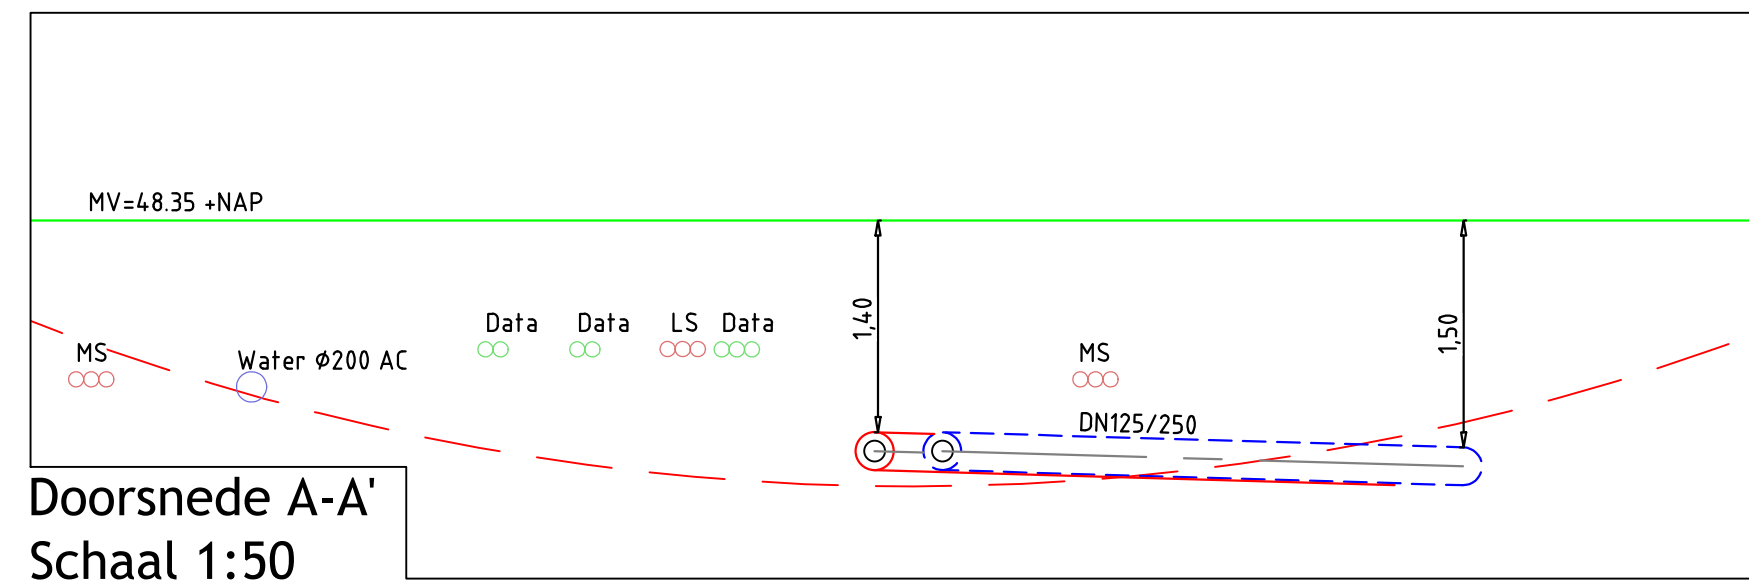 MV=48.35 +NAP
Data
Data
LS
Data
1,40
1,50
MS
Water Ø200 AC
MS
DN125/250
Doorsnede A-A'
Schaal 1:50